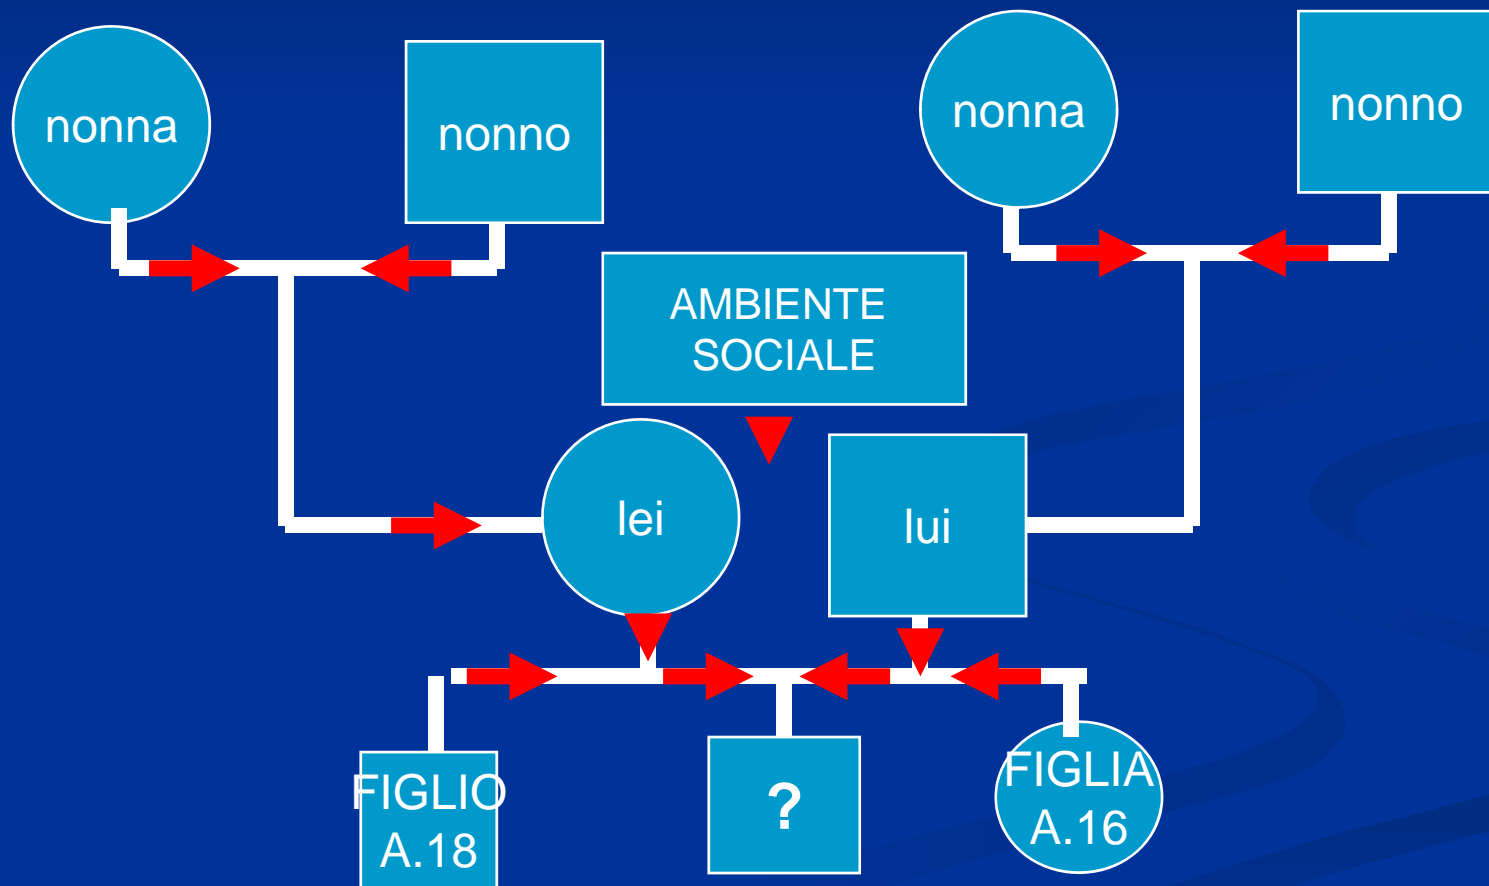 nonna
nonno
nonna
nonno
AMBIENTE
SOCIALE
lei
lui
FIGLIO
A.18
?
FIGLIA
A.16